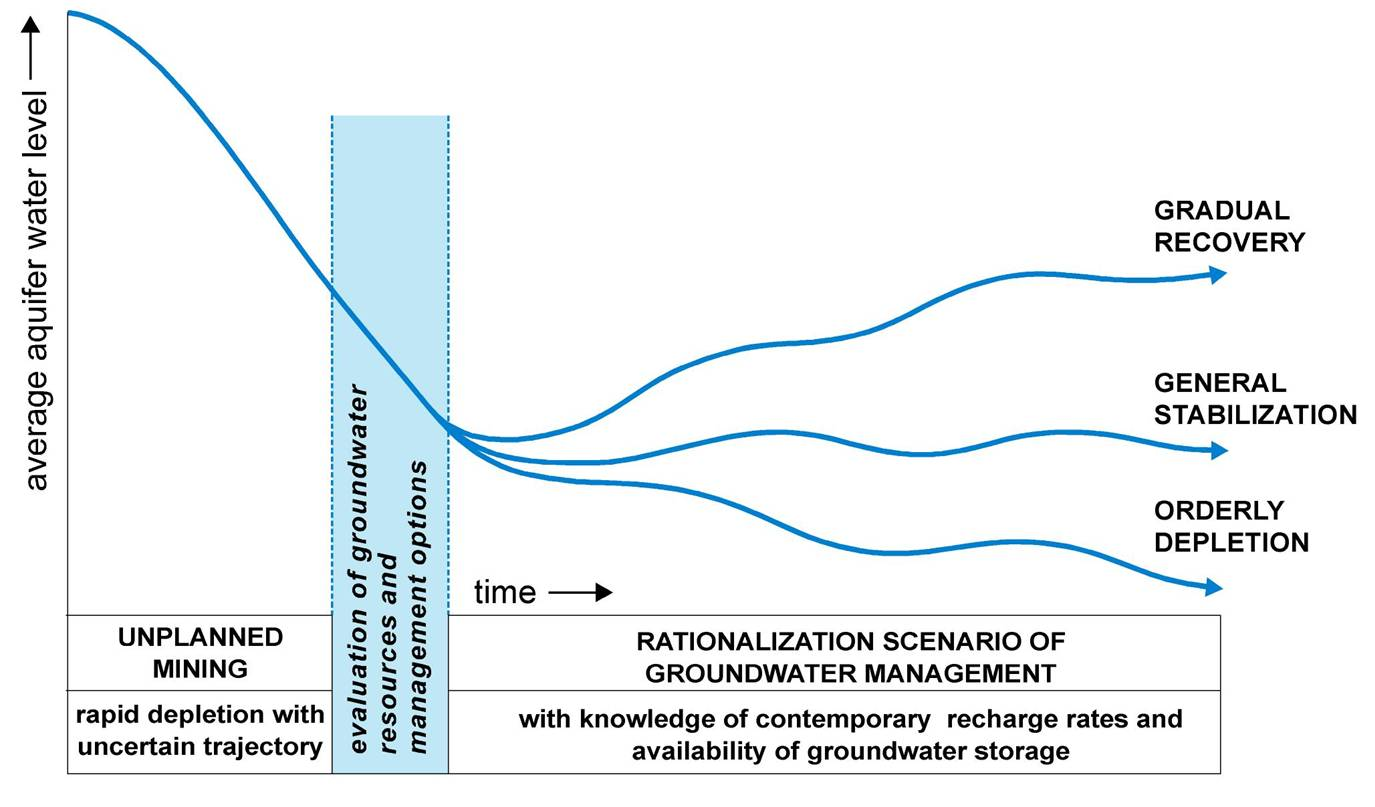 average aquifer water level
GRADUAL
RECOVERY
GENERAL
STABILIZATION
ORDERLY
DEPLETION
time
evaluation of groundwater
resources and
management options
UNPLANNED
MINING
RATIONALIZATION SCENARIO OF
GROUNDWATER MANAGEMENT
rapid depletion with
uncertain trajectory
with knowledge of contemporary recharge rates and
availability of groundwater storage